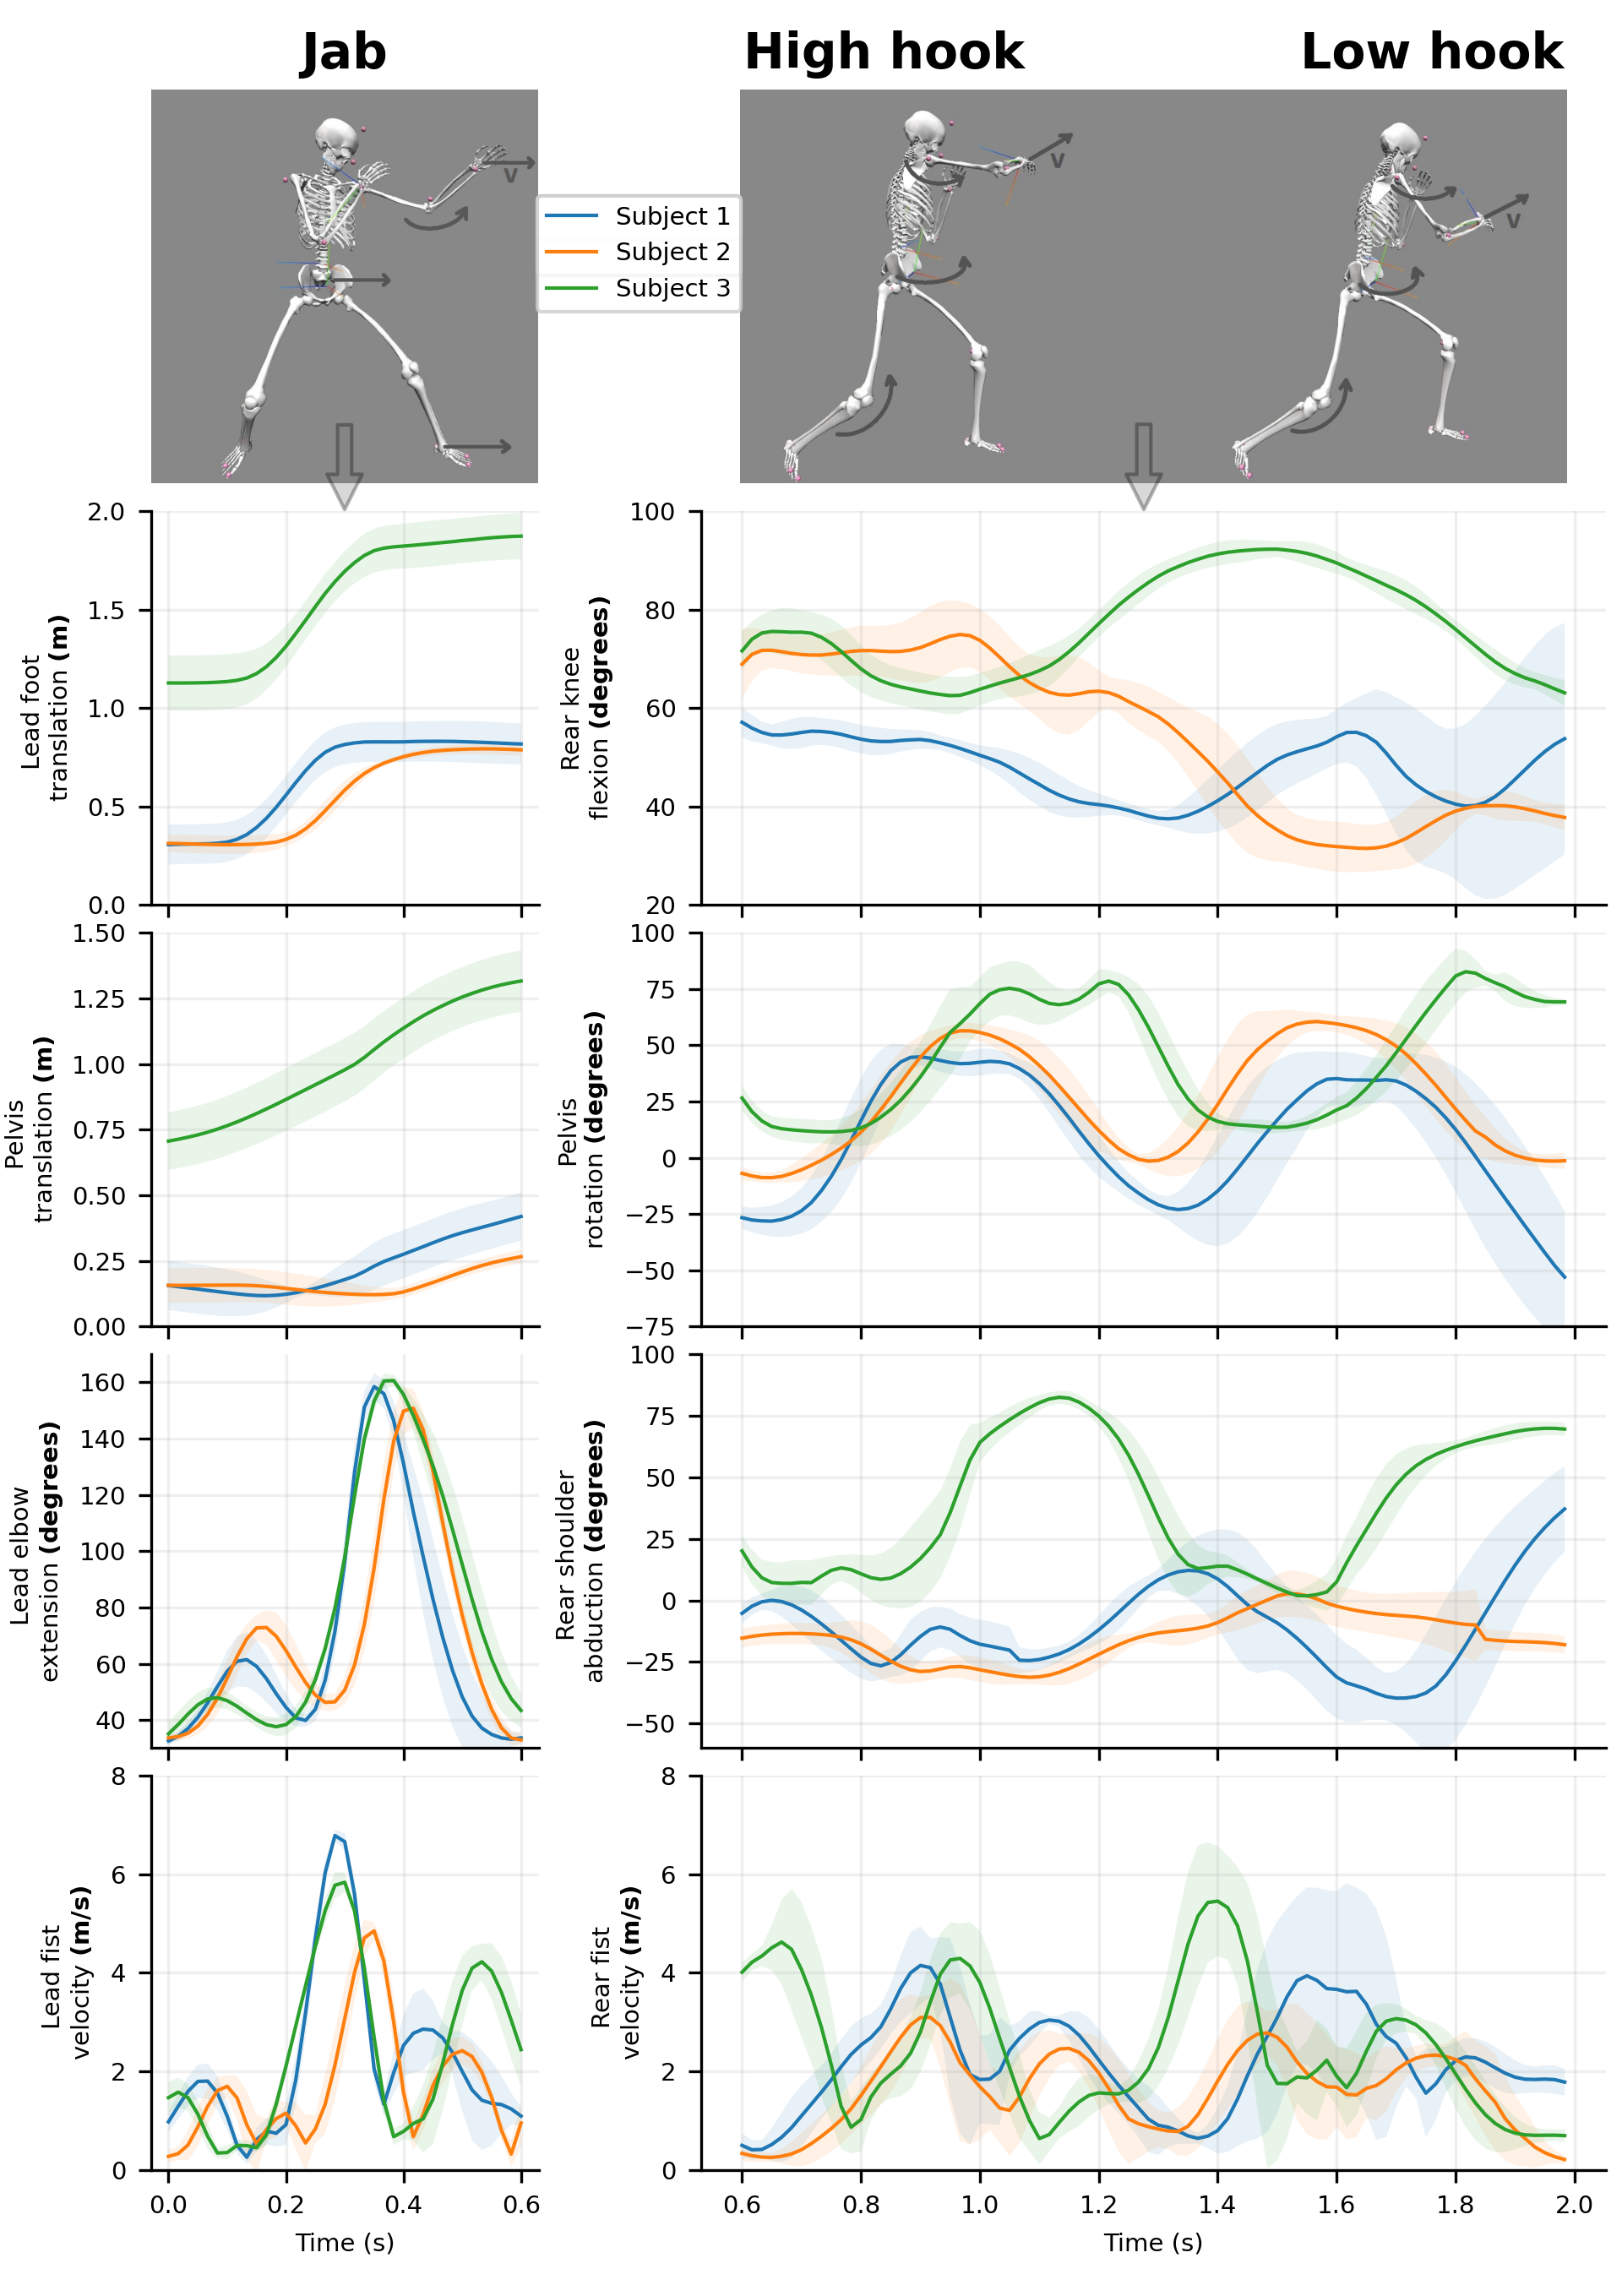 Jab
High hook
Low hook
v
v
v
Subject 1
Subject 2
Subject 3
Lead foot
translation (m)
2.0
1.5
1.0
0.5
0.0
Rear knee
flexion (degrees)
100
80
60
40
20
Pelvis
translation (m)
1.50
1.25
1.00
0.75
0.50
0.25
0.00
Pelvis
rotation (degrees)
100
75
50
25
0
−25
−50
−75
Lead elbow
extension (degrees)
160
140
120
100
80
60
40
Rear shoulder
abduction (degrees)
100
75
50
25
0
−25
−50
Lead fist
velocity (m/s)
8
6
4
2
0
0.0 0.2 0.4 0.6
Time (s)
Rear fist
velocity (m/s)
8
6
4
2
0
0.6 0.8 1.0 1.2 1.4 1.6 1.8 2.0
Time (s)